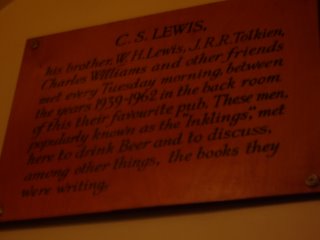 C. S. LEWIS,
his brother, W. H. Lewis, J. R. R. Tolkien,
Charles Williams and other friends
met every Tuesday morning, between
the years 1939-1962 in the back room
of this their favourite pub. These men,
popularly known as the "Inklings", met
here to drink Beer and to discuss,
among other things, the books they
were writing.